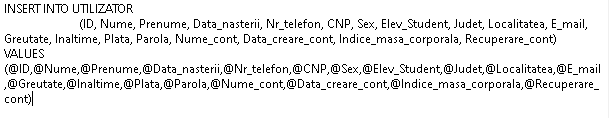 INSERT INTO UTILIZATOR
(ID, Nume, Prenume, Data_nasterii, Nr_telefon, CNP, Sex, Elev_Student, Judet, Localitatea, E_mail,
Greutate, Inaltime, Plata, Parola, Nume_cont, Data_creare_cont, Indice_masa_corporala, Recuperare_cont)
VALUES
(@ID,@Nume,@Prenume,@Data_nasterii,@Nr_telefon,@CNP,@Sex,@Elev_Student,@Judet,@Localitatea,@E_mail
,@Greutate,@Inaltime,@Plata,@Parola,@Nume_cont,@Data_creare_cont,@Indice_masa_corporala,@Recuperare_
cont)